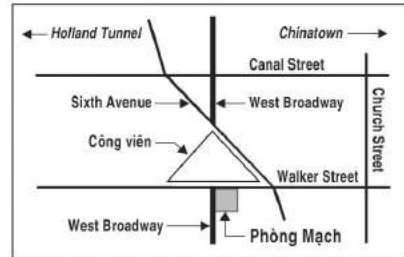 Holland Tunnel
Chinatown
Canal Street
Sixth Avenue
West Broadway
Church Street
Công viên
Walker Street
West Broadway
Phòng Mạch